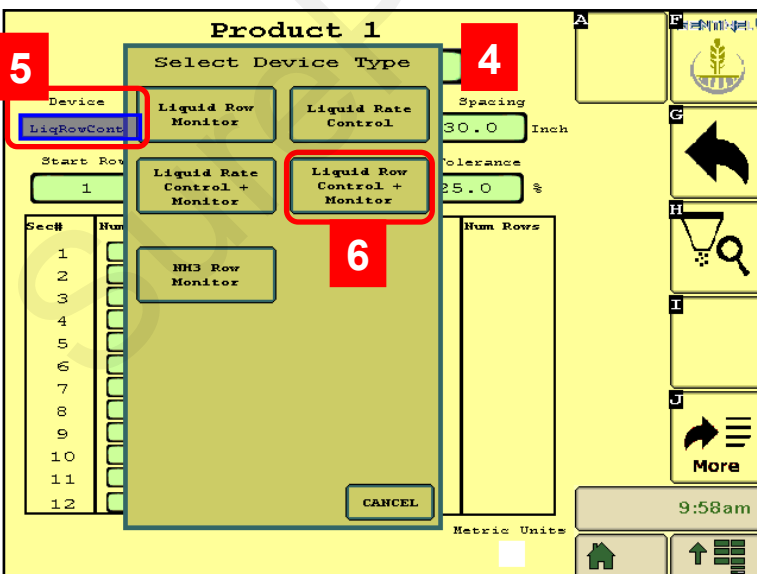 Product 1
A
F
SENTINEL
5
Select Device Type
4
Device
Liquid Row
Monitor
Liquid Rate
Control
Spacing
LiqRowCont
30.0 Inch
G
Start Row
Liquid Rate
Control +
Monitor
Liquid Row
Control +
Monitor
Tolerance
1
25.0 %
H
Sec#
Num
Num Rows
6
NH3 Row
Monitor
1
2
3
4
5
6
7
8
9
10
11
12
I
J
More
CANCEL
9:58am
Metric Units